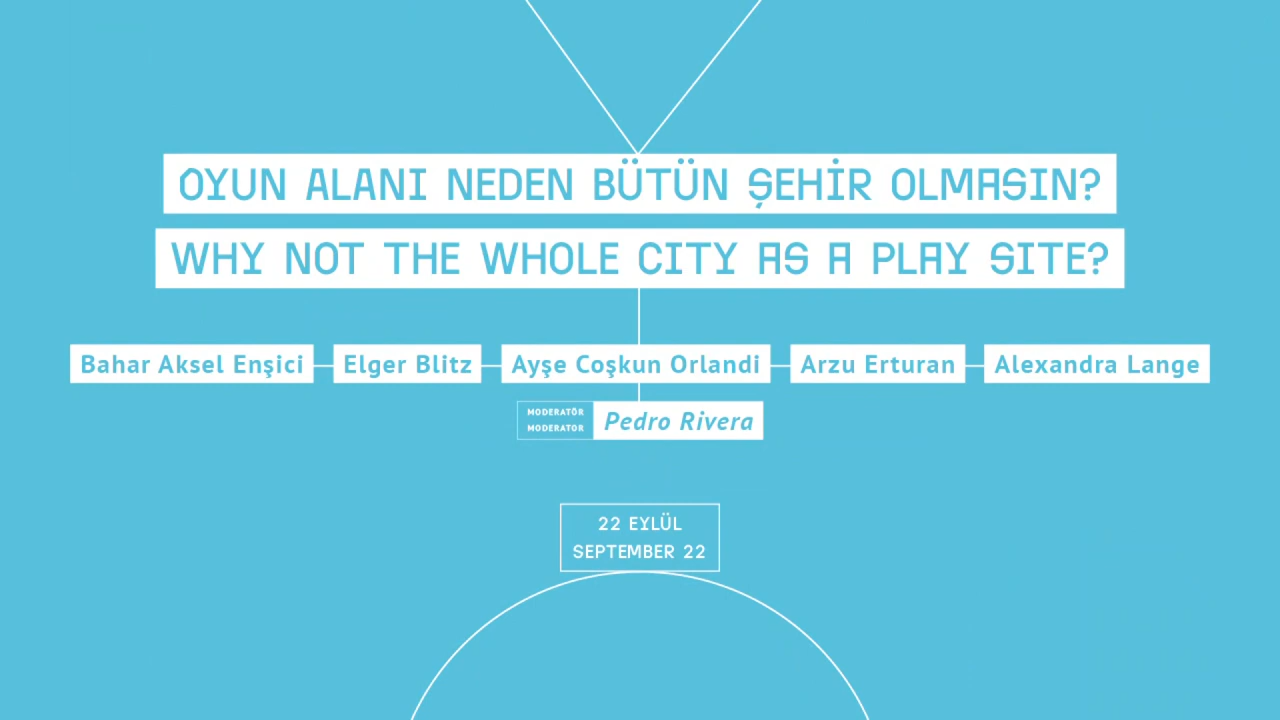 OYUN ALANI NEDEN BÜTÜN ŞEHİR OLMASIN?
WHY NOT THE WHOLE CITY AS A PLAY SITE?
Bahar Aksel Enşici Elger Blitz Ayşe Coşkun Orlandi Arzu Erturan Alexandra Lange
MODERATÖR
MODERATOR
Pedro Rivera
22 EYLÜL
SEPTEMBER 22